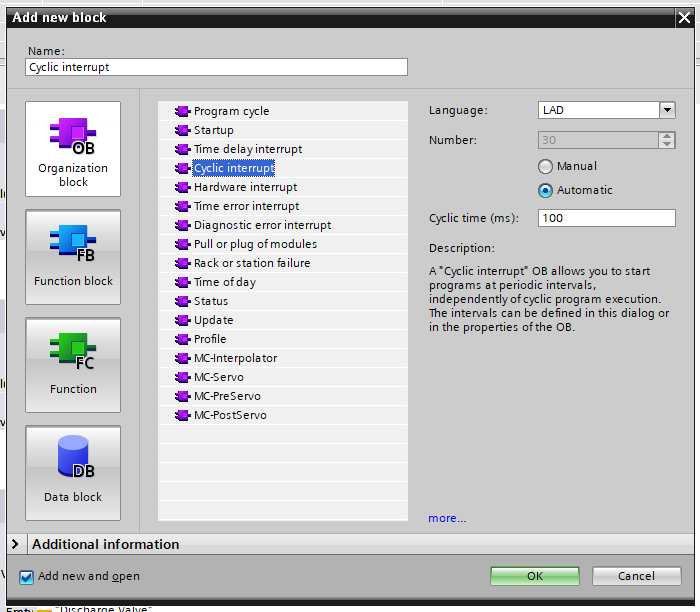 Add new block
Name:
Cyclic interrupt
OB
Organization
block
FB
Function block
FC
Function
DB
Data block
Program cycle
Startup
Time delay interrupt
Cyclic interrupt
Hardware interrupt
Time error interrupt
Diagnostic error interrupt
Pull or plug of modules
Rack or station failure
Time of day
Status
Update
Profile
MC-Interpolator
MC-Servo
MC-PreServo
MC-PostServo
Language:
LAD
Number:
30
Manual
Automatic
Cyclic time (ms):
100
Description:
A "Cyclic interrupt" OB allows you to start
programs at periodic intervals,
independently of cyclic program execution.
The intervals can be defined in this dialog or
in the properties of the OB.
more...
Additional information
Add new and open
OK
Cancel
"Discharge Valve"